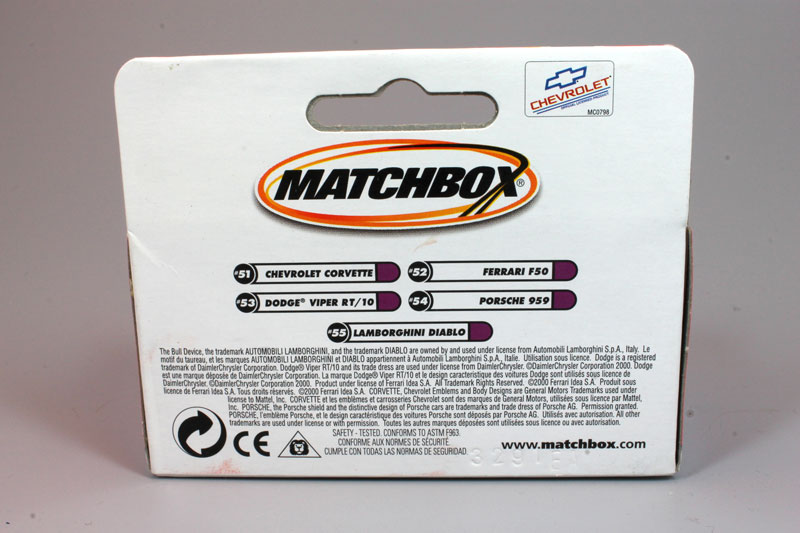 CHEVROLET
SPECIAL LICENSED PRODUCT
MC0798
MATCHBOX®
#51 CHEVROLET CORVETTE
#52 FERRARI F50
#53 DODGE® VIPER RT/10
#54 PORSCHE 959
#55 LAMBORGHINI DIABLO
The Bull Device, the trademark AUTOMOBILI LAMBORGHINI, and the trademark DIABLO are owned by and used under license from Automobili Lamborghini S.p.A., Italy. Le
motif du taureau, et les marques AUTOMOBILI LAMBORGHINI et DIABLO appartiennent à Automobili Lamborghini S.p.A., Italie. Utilisation sous licence. Dodge is a registered
trademark of DaimlerChrysler Corporation. Dodge® Viper RT/10 and its trade dress are used under license from DaimlerChrysler. ©DaimlerChrysler Corporation 2000. Dodge
est une marque déposée de DaimlerChrysler Corporation. La marque Dodge® Viper RT/10 et le design caractéristique de ces voitures sont utilisés sous licence de
DaimlerChrysler. ©DaimlerChrysler Corporation 2000. Product under license of Ferrari Idea S.A. All Trademark Rights Reserved. ©2000 Ferrari Idea S.A. Produit sous
licence de Ferrari Idea S.A. Tous droits réservés. ©2000 Ferrari Idea S.A. CORVETTE, Chevrolet Emblems and Body Designs are General Motors Trademarks used under
license to Mattel, Inc. CORVETTE et les emblèmes et carrosseries Chevrolet sont des marques de General Motors, utilisées sous licence par Mattel,
Inc. PORSCHE, the Porsche shield and the distinctive design of Porsche cars are trademarks and trade dress of Porsche AG. Permission granted.
PORSCHE, l'emblème Porsche et le design caractéristique des voitures Porsche sont déposés par Porsche AG. Utilisés avec autorisation. All other
trademarks are used under license or with permission. Toutes les autres marques déposées sont utilisées sous licence ou avec autorisation.
SAFETY - TESTED. CONFORMS TO ASTM F963.
CONFORME AUX NORMES DE SÉCURITÉ.
CUMPLE CON TODAS LAS NORMAS DE SEGURIDAD.
CE
www.matchbox.com